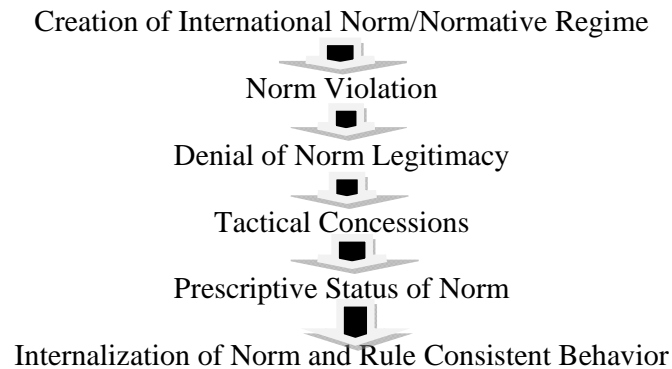 Creation of International Norm/Normative Regime
Norm Violation
Denial of Norm Legitimacy
Tactical Concessions
Prescriptive Status of Norm
Internalization of Norm and Rule Consistent Behavior